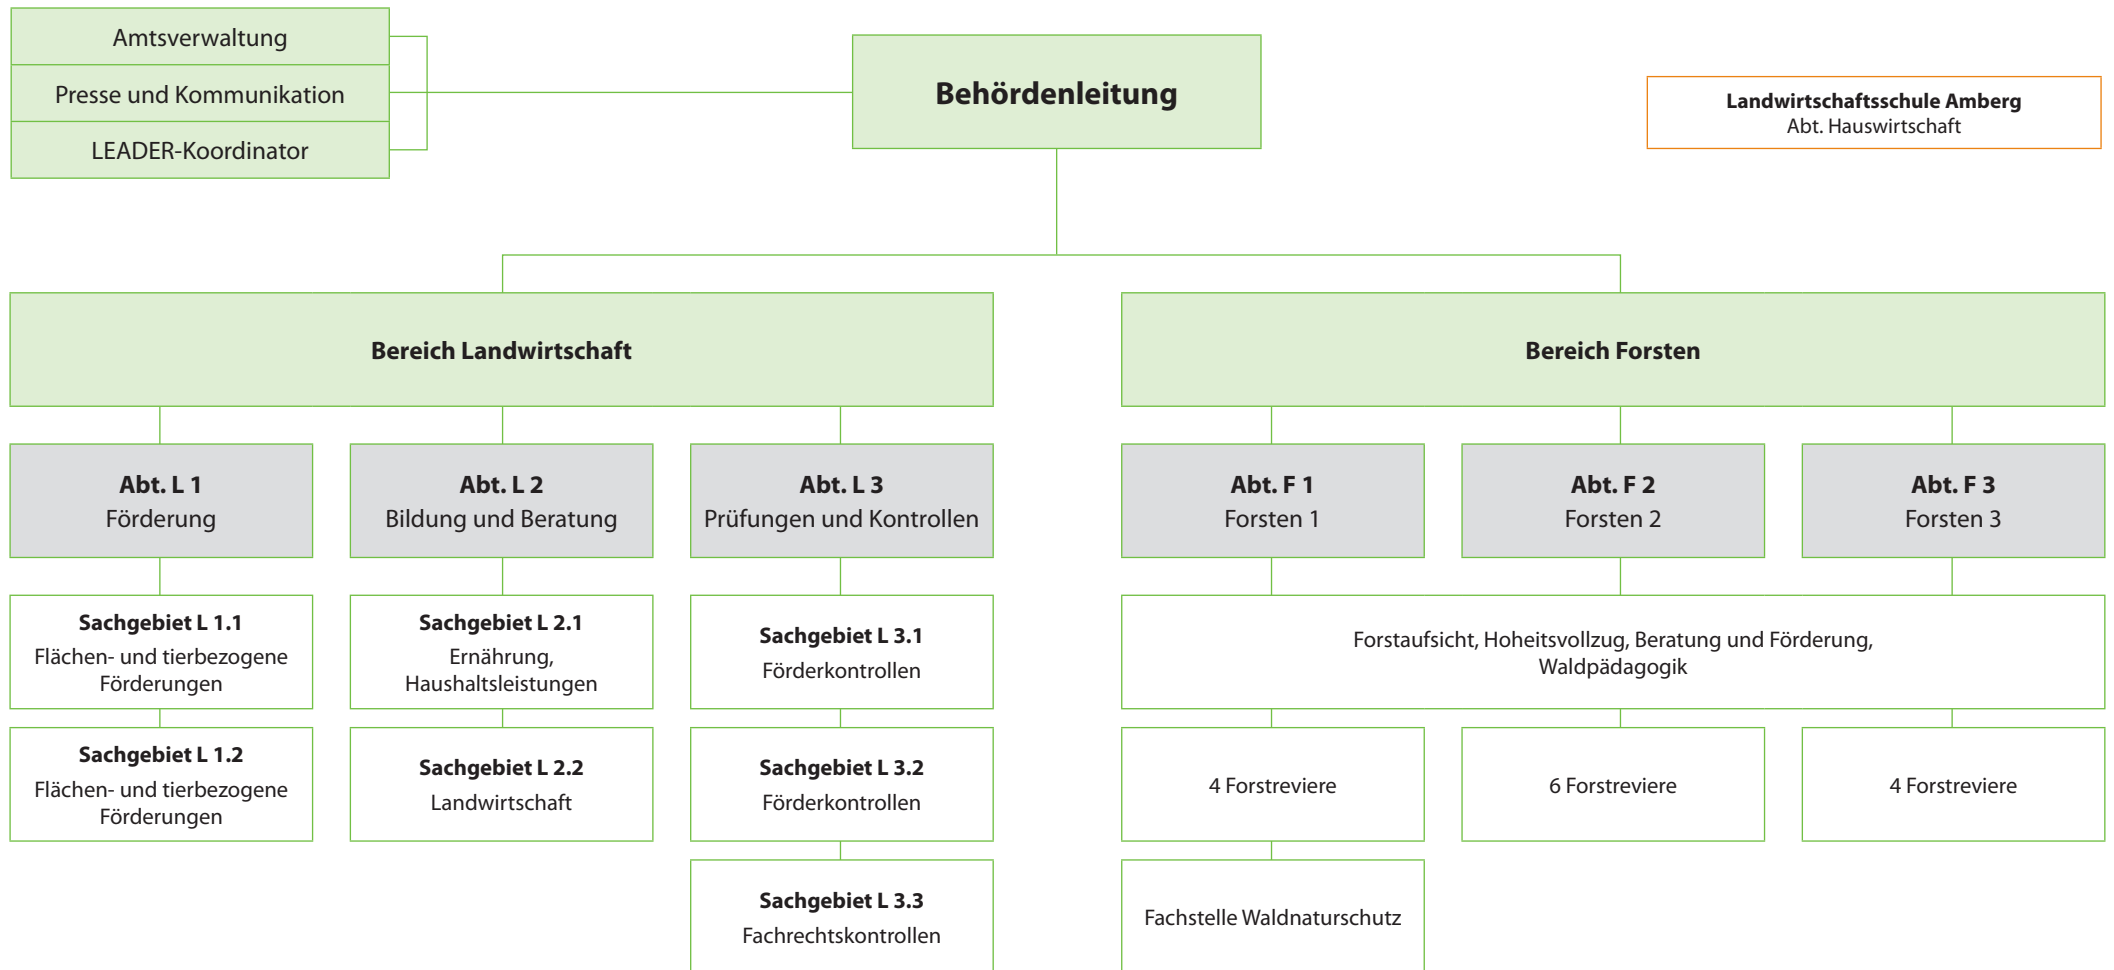 Amtsverwaltung
Presse und Kommunikation
LEADER-Koordinator
Behördenleitung
Landwirtschaftsschule Amberg
Abt. Hauswirtschaft
Bereich Landwirtschaft
Bereich Forsten
Abt. L 1
Förderung
Abt. L 2
Bildung und Beratung
Abt. L 3
Prüfungen und Kontrollen
Abt. F 1
Forsten 1
Abt. F 2
Forsten 2
Abt. F 3
Forsten 3
Sachgebiet L 1.1
Flächen- und tierbezogene
Förderungen
Sachgebiet L 2.1
Ernährung,
Haushaltsleistungen
Sachgebiet L 3.1
Förderkontrollen
Forstaufsicht, Hoheitsvollzug, Beratung und Förderung,
Waldpädagogik
Sachgebiet L 1.2
Flächen- und tierbezogene
Förderungen
Sachgebiet L 2.2
Landwirtschaft
Sachgebiet L 3.2
Förderkontrollen
4 Forstreviere
6 Forstreviere
4 Forstreviere
Sachgebiet L 3.3
Fachrechtskontrollen
Fachstelle Waldnaturschutz